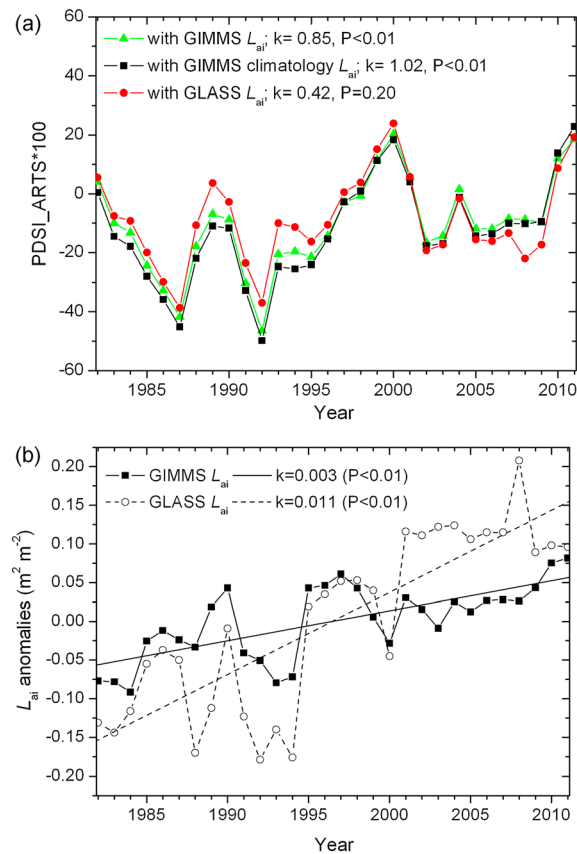 (a)
with GIMMS Lai; k= 0.85, P<0.01
with GIMMS climatology Lai; k= 1.02, P<0.01
with GLASS Lai; k= 0.42, P=0.20
PDSI_ARTS*100
60
40
20
0
-20
-40
-60
1985 1990 1995 2000 2005 2010
Year
(b)
GIMMS Lai k=0.003 (P<0.01)
GLASS Lai k=0.011 (P<0.01)
Lai anomalies (m2 m-2)
0.20
0.15
0.10
0.05
0.00
-0.05
-0.10
-0.15
-0.20
1985 1990 1995 2000 2005 2010
Year